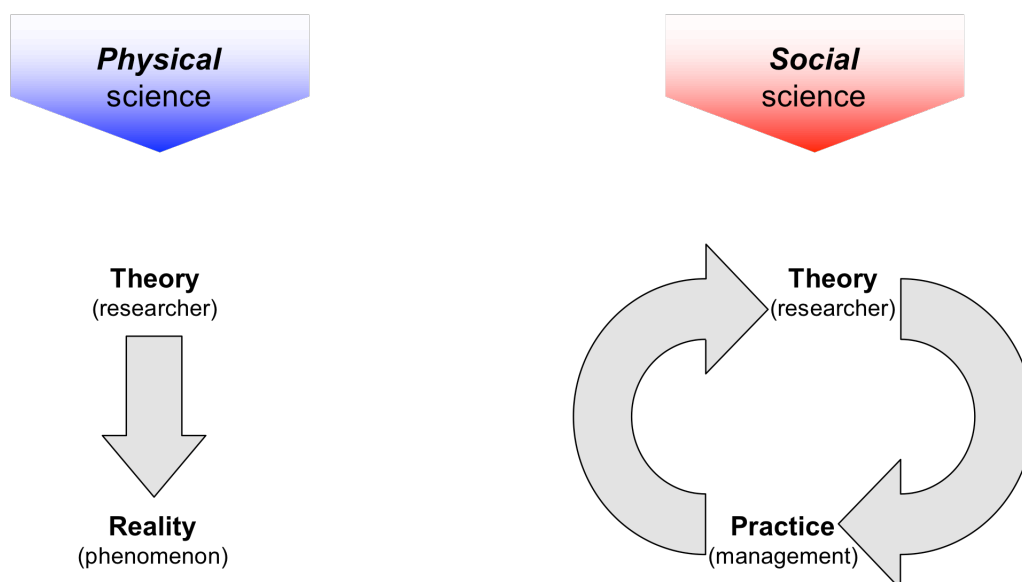 Physical
science
Social
science
Theory
(researcher)
Theory
(researcher)
Reality
(phenomenon)
Practice
(management)